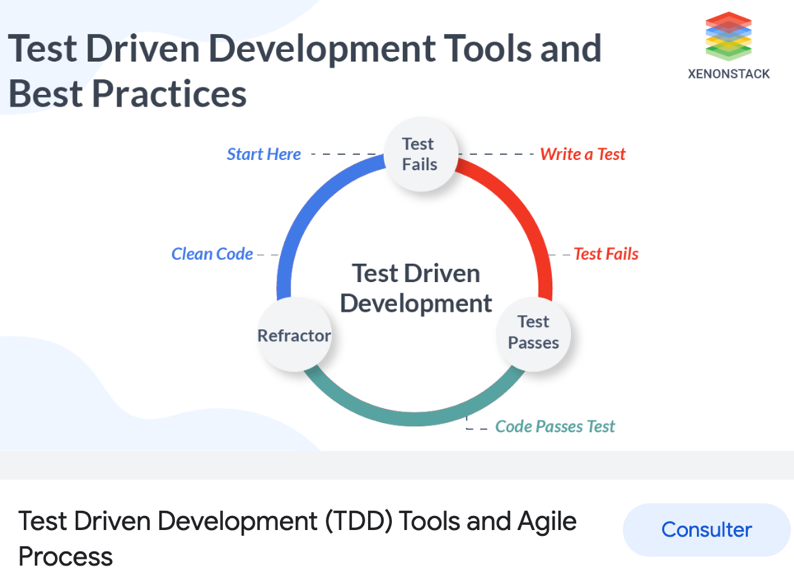 Test Driven Development Tools and
Best Practices
XENONSTACK
Start Here
Test
Fails
Write a Test
Clean Code
Test Fails
Test Driven
Development
Refractor
Test
Passes
Code Passes Test
Test Driven Development (TDD) Tools and Agile
Process
Consulter